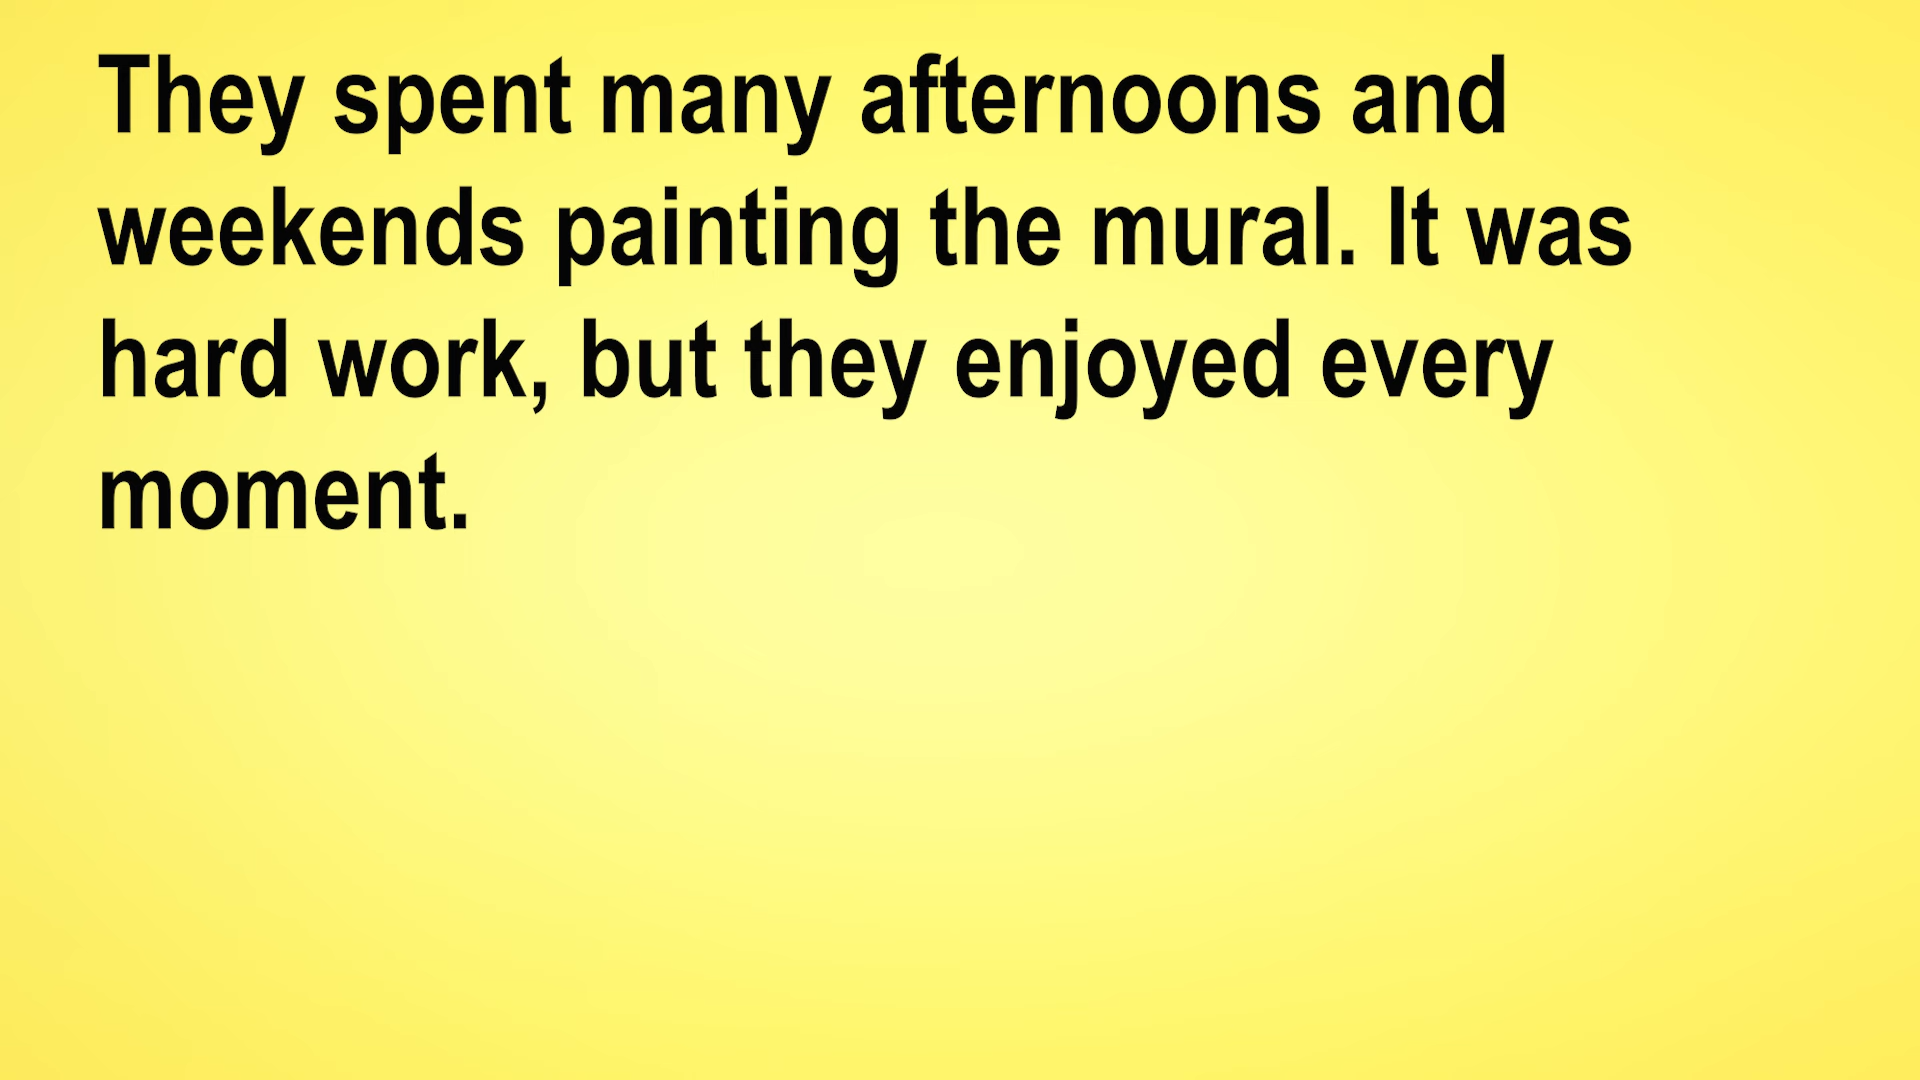 They spent many afternoons and
weekends painting the mural. It was
hard work, but they enjoyed every
moment.